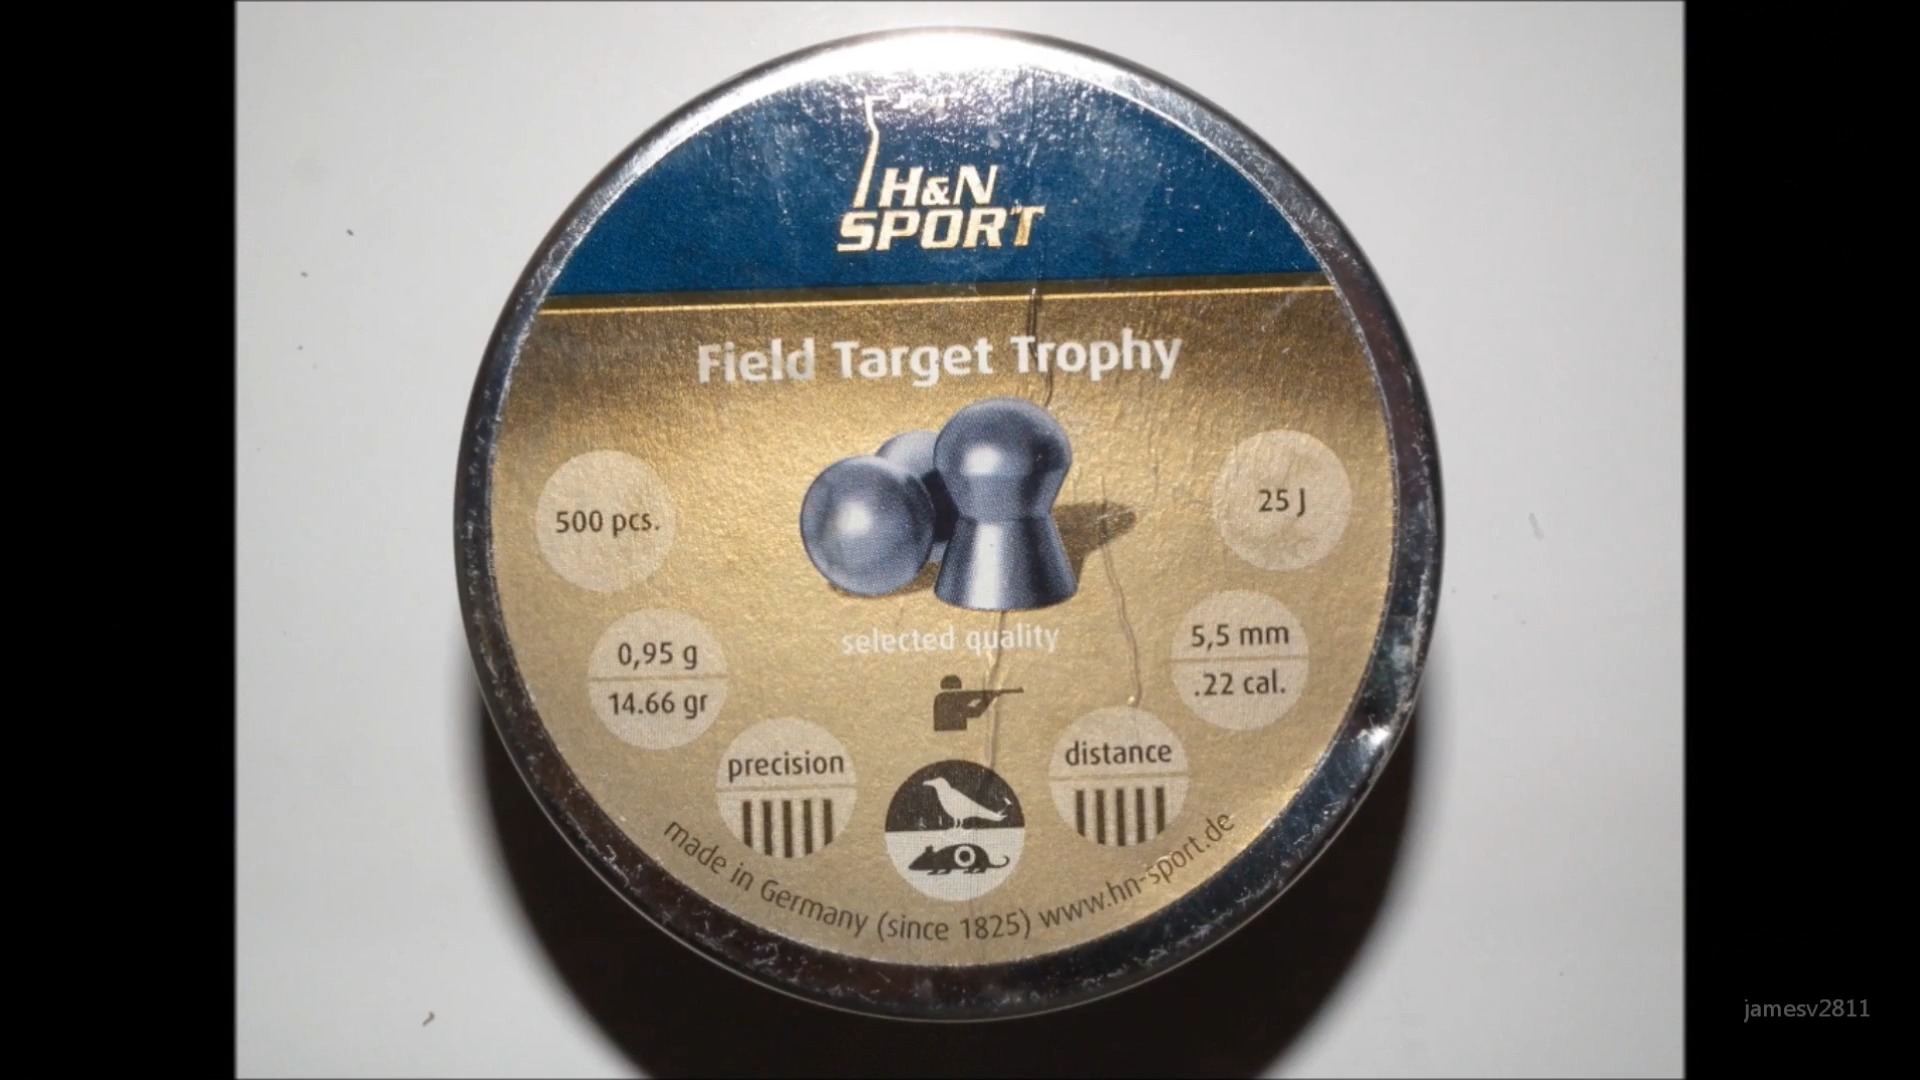 H&N
SPORT
Field Target Trophy
500 pcs.
25 J
selected quality
0,95 g
14.66 gr
5,5 mm
.22 cal.
precision
distance
made in Germany (since 1825) www.hn-sport.de
jamesv2811